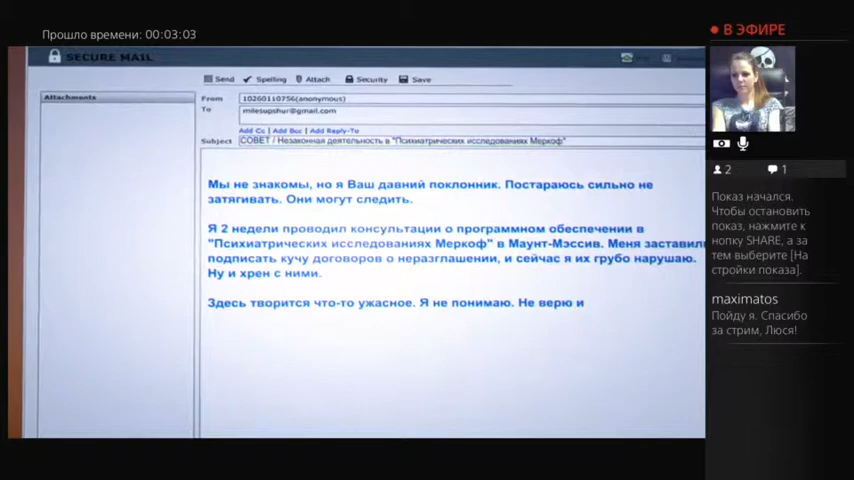 Прошло времени: 00:03:03
В ЭФИРЕ
SECURE MAIL
Send Spelling Attach Security Save
Attachments
From 10260110756(anonymous)
To milesupshur@gmail.com
Add Cc | Add Bcc | Add Reply-To
Subject СОВЕТ / Незаконная деятельность в "Психиатрических исследованиях Меркоф"
Мы не знакомы, но я Ваш давний поклонник. Постараюсь сильно не
затягивать. Они могут следить.
Я 2 недели проводил консультации о программном обеспечении в
"Психиатрических исследованиях Меркоф" в Маунт-Мэссив. Меня заставили
подписать кучу договоров о неразглашении, и сейчас я их грубо нарушаю.
Ну и хрен с ними.
Здесь творится что-то ужасное. Я не понимаю. Не верю и
2 1
Показ начался.
Чтобы остановить
показ, нажмите к
нопку SHARE, а за
тем выберите [На
стройки показа].
maximatos
Пойду я. Спасибо
за стрим, Люся!